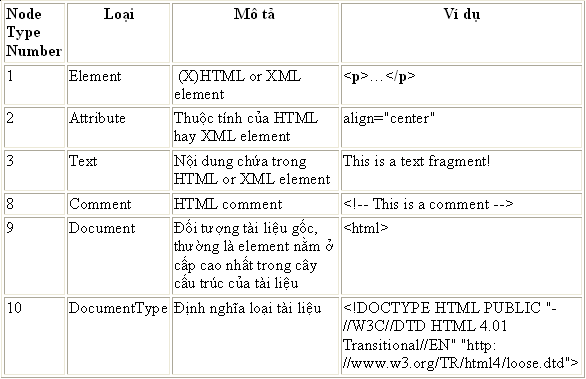 Node Type Number Loại Mô tả Ví dụ
1 Element (X)HTML or XML element <p>…</p>
2 Attribute Thuộc tính của HTML hay XML element align="center"
3 Text Nội dung chứa trong HTML or XML element This is a text fragment!
8 Comment HTML comment <!-- This is a comment -->
9 Document Đối tượng tài liệu gốc, thường là element nằm ở cấp cao nhất trong cây cấu trúc của tài liệu <html>
10 DocumentType Định nghĩa loại tài liệu <!DOCTYPE HTML PUBLIC "-//W3C//DTD HTML 4.01 Transitional//EN" "http://www.w3.org/TR/html4/loose.dtd">